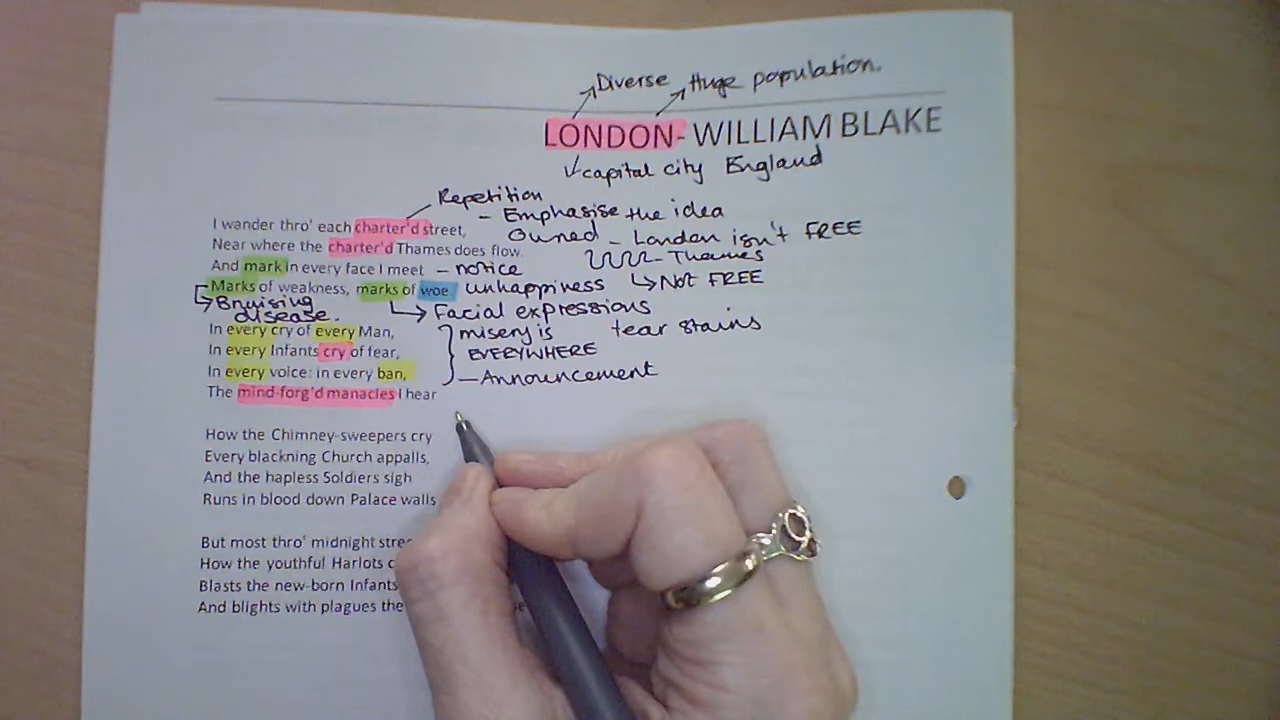 Diverse Huge population.
LONDON- WILLIAM BLAKE
capital city England
Repetition
- Emphasise the idea
I wander thro' each charter'd street,
Owned - London isn't FREE
Near where the charter'd Thames does flow
- Thames
And mark in every face I meet - notice
Not FREE
Marks of weakness, marks of woe unhappiness
Bruising
disease.
Facial expressions
tear stains
In every cry of every Man,
misery is
In every Infants cry of fear,
EVERYWHERE
In every voice: in every ban,
- Announcement
The mind-forg'd manacles I hear
How the Chimney-sweepers cry
Every blackning Church appalls,
And the hapless Soldiers sigh
Runs in blood down Palace walls
But most thro' midnight
How the youthful Harlots
Blasts the new-born Infants
And blights with plagues the